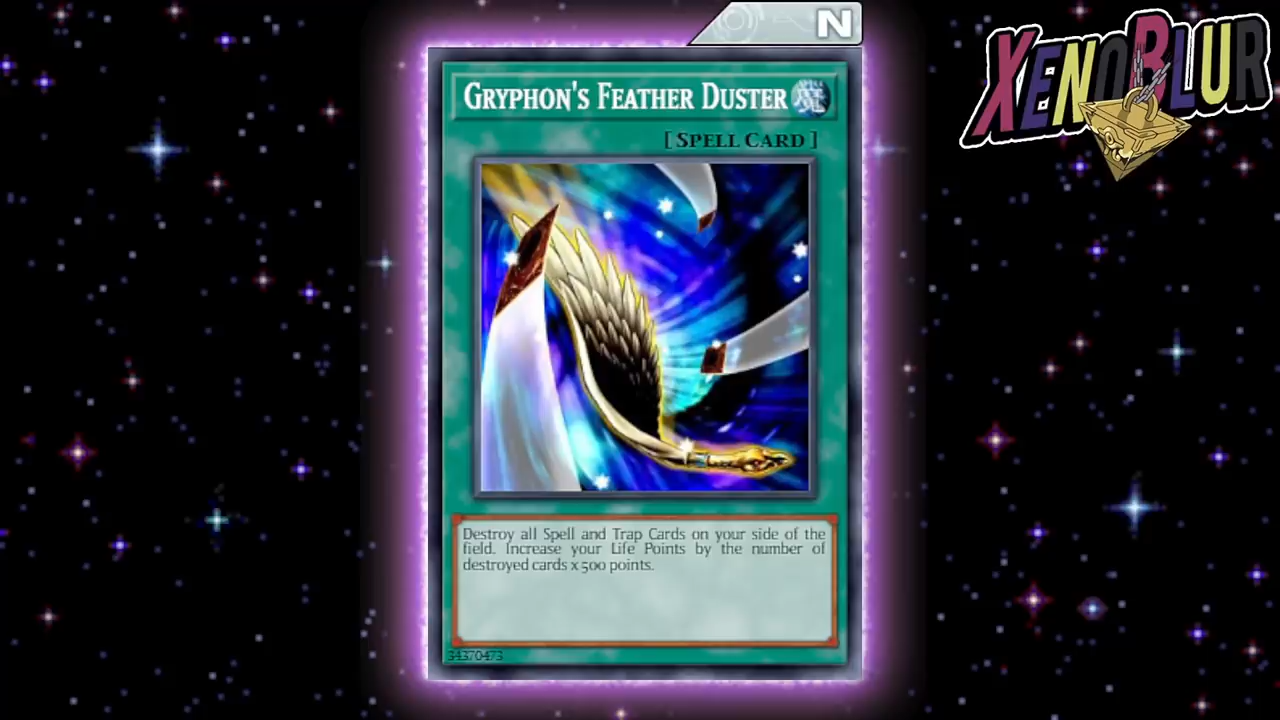 N
XENOBLUR
GRYPHON'S FEATHER DUSTER 魔
[ SPELL CARD ]
Destroy all Spell and Trap Cards on your side of the
field. Increase your Life Points by the number of
destroyed cards x 500 points.
34370473